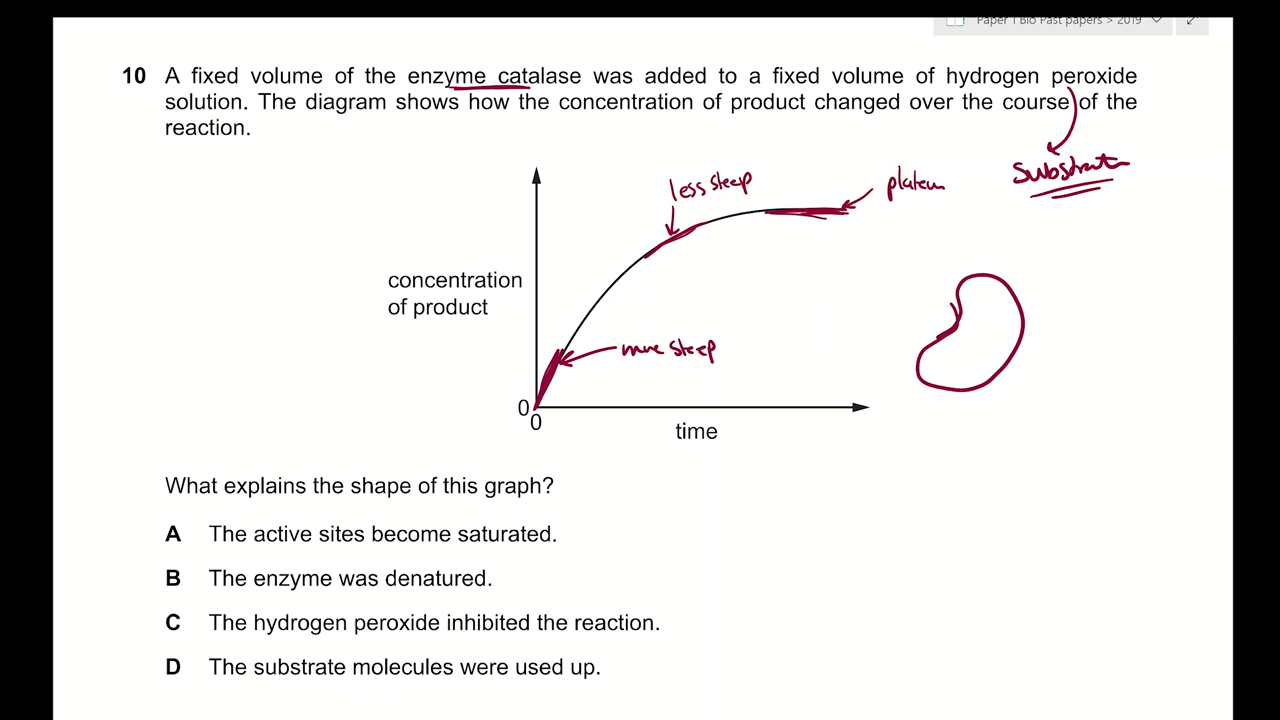 Paper 1 Bio Past papers > 2019
10 A fixed volume of the enzyme catalase was added to a fixed volume of hydrogen peroxide
solution. The diagram shows how the concentration of product changed over the course of the
reaction.
substrate
less steep
plateau
concentration
of product
more steep
0
0
time
What explains the shape of this graph?
A The active sites become saturated.
B The enzyme was denatured.
C The hydrogen peroxide inhibited the reaction.
D The substrate molecules were used up.